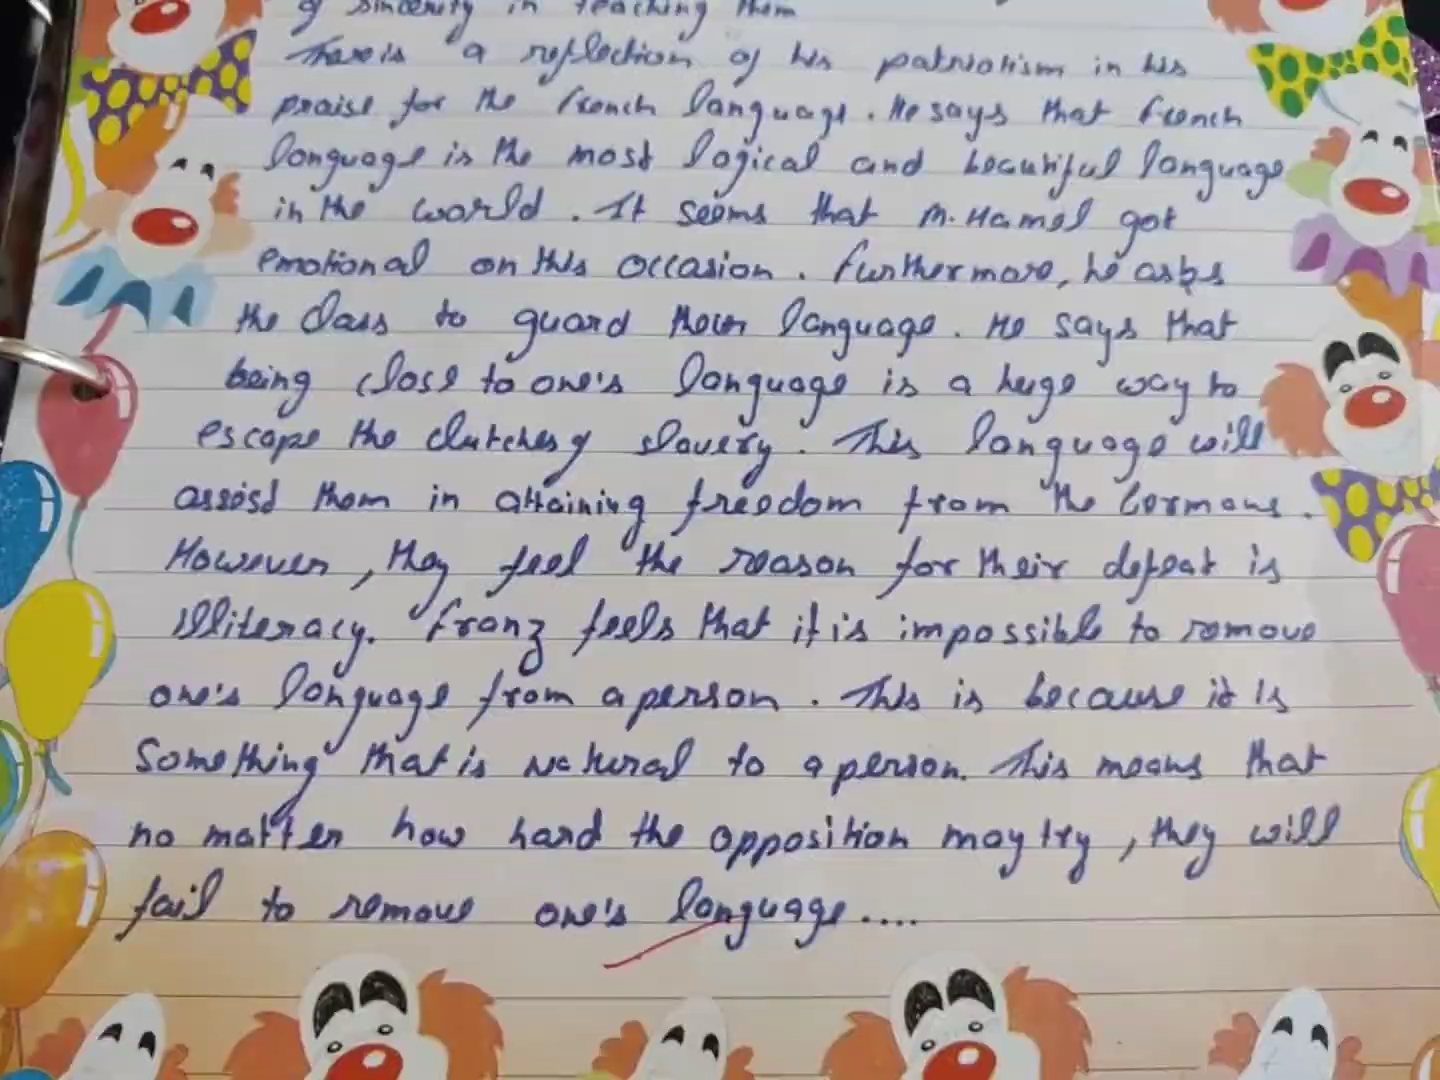 of sincerity in teaching them
There is a reflection of his patriotism in his
praise for the french language. He says that french
language is the most logical and beautiful language
in the world. It seems that M. Hamel got
emotional on this occasion. Furthermore, he asks
the class to guard their language. He says that
being close to one's language is a huge way to
escape the clutches of slavery. This language will
assist them in attaining freedom from the Germans.
However, they feel the reason for their defeat is
illiteracy. Franz feels that it is impossible to remove
one's language from a person. This is because it is
Something that is natural to a person. This means that
no matter how hard the opposition may try, they will
fail to remove one's language....